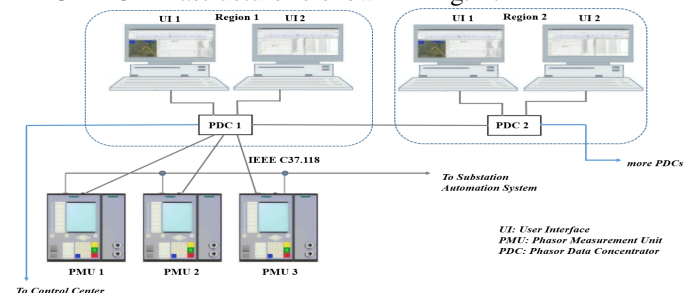 UI 1 Region 1 UI 2
UI 1 Region 2 UI 2
PDC 1
PDC 2
IEEE C37.118
more PDCs
To Substation
Automation System
UI: User Interface
PMU: Phasor Measurement Unit
PDC: Phasor Data Concentrator
PMU 1
PMU 2
PMU 3
To Control Center